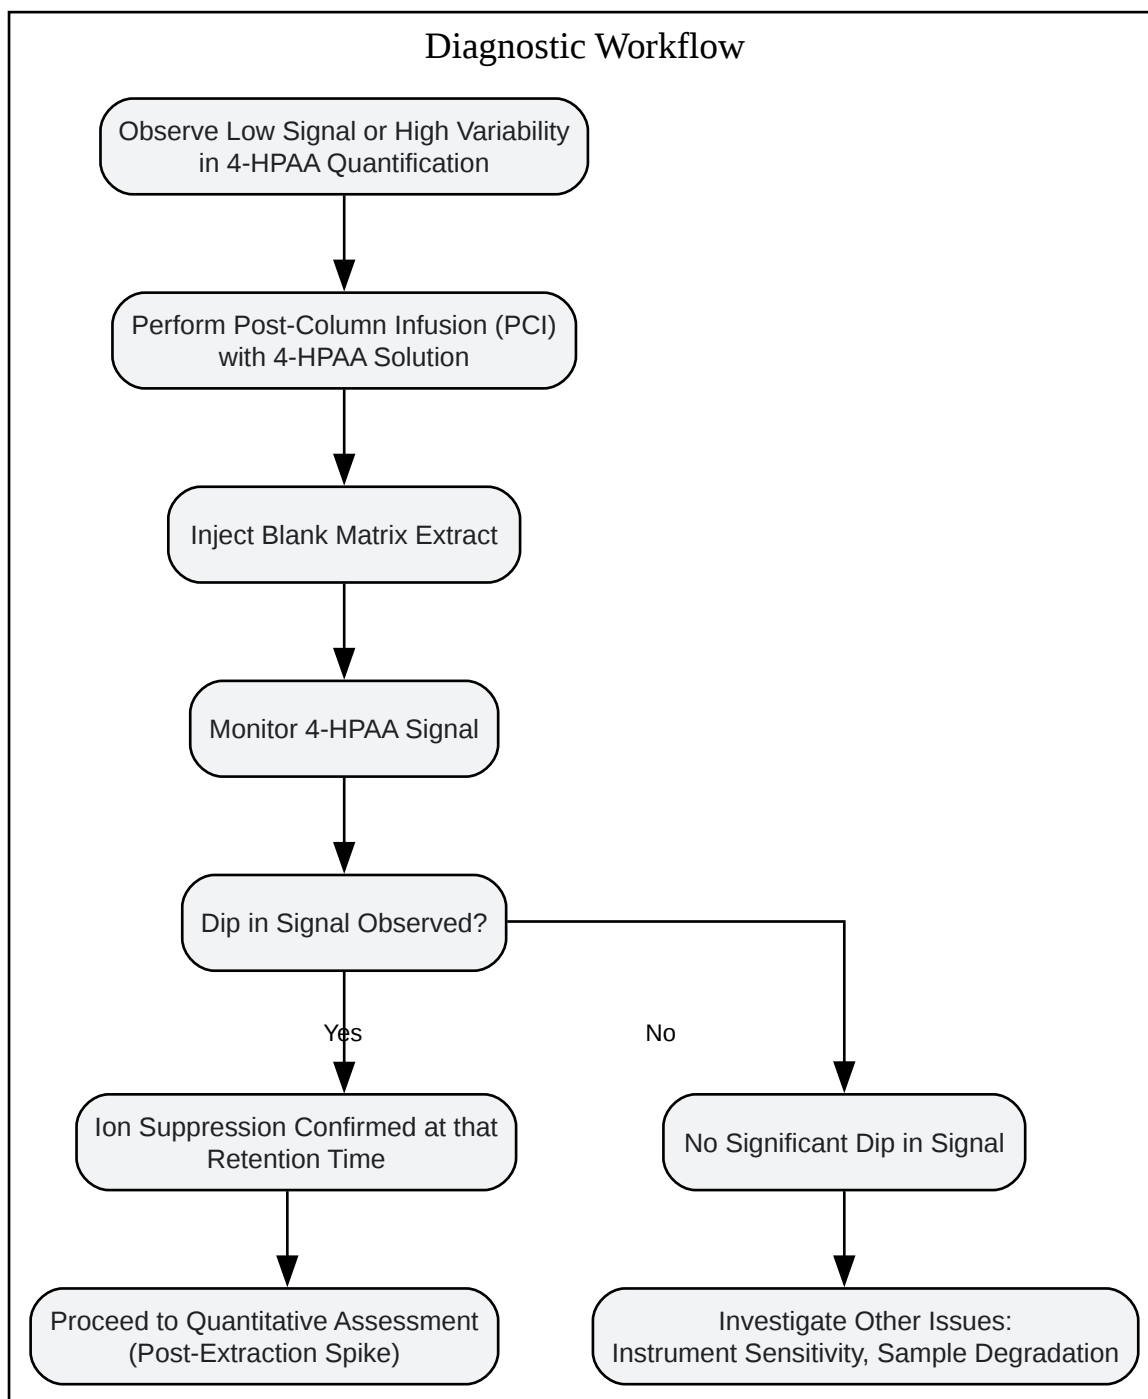 Diagnostic Workflow
Observe Low Signal or High Variability
in 4-HPAA Quantification
Perform Post-Column Infusion (PCI)
with 4-HPAA Solution
Inject Blank Matrix Extract
Monitor 4-HPAA Signal
Dip in Signal Observed?
Yes
No
Ion Suppression Confirmed at that
Retention Time
No Significant Dip in Signal
Proceed to Quantitative Assessment
(Post-Extraction Spike)
Investigate Other Issues:
Instrument Sensitivity, Sample Degradation